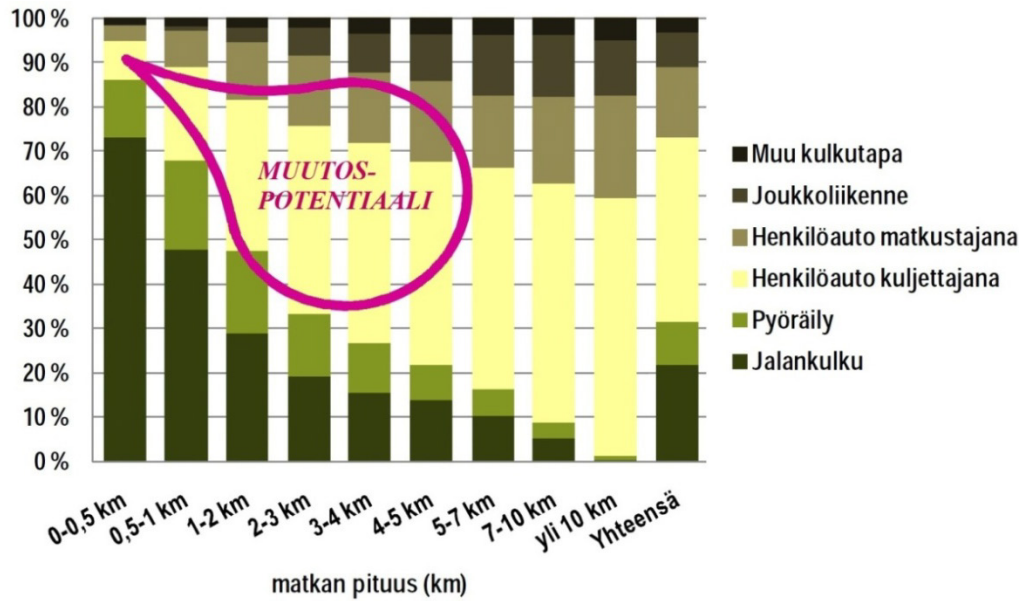 100 %
90 %
80 %
70 %
60 %
50 %
40 %
30 %
20 %
10 %
0 %
MUUTOS-
POTENTIAALI
Muu kulkutapa
Joukkoliikenne
Henkilöauto matkustajana
Henkilöauto kuljettajana
Pyöräily
Jalankulku
0-0,5 km
0,5-1 km
1-2 km
2-3 km
3-4 km
4-5 km
5-7 km
7-10 km
yli 10 km
Yhteensä
matkan pituus (km)